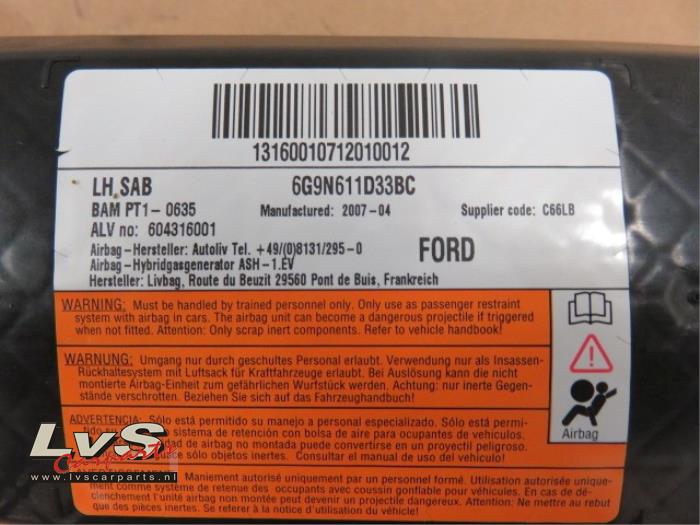 13160010712010012
LH,SAB 6G9N611D33BC
BAM PT1-0635 Manufactured: 2007-04 Supplier code: C66LB
ALV no: 604316001
Airbag-Hersteller: Autoliv Tel. +49/(0)8131/295-0 FORD
Airbag-Hybridgasgenerator ASH-1.EV
Hersteller: Livbag, Route du Beuzit 29560 Pont de Buis, Frankreich
WARNING: Must be handled by trained personnel only. Only use as passenger restraint
system with airbag in cars. The airbag unit can become a dangerous projectile if triggered
when not fitted. Attention: Only scrap inert components. Refer to vehicle handbook!
WARNUNG: Umgang nur durch geschultes Personal erlaubt. Verwendung nur als Insassen-
Rückhaltesystem mit Luftsack für Kraftfahrzeuge erlaubt. Bei Auslösung kann die nicht
montierte Airbag-Einheit zum gefährlichen Wurfstück werden. Achtung: nur inerte Gegen-
stände verschrotten. Beziehen Sie sich auf das Fahrzeughandbuch!
Airbag
ADVERTENCIA: Sólo está permitido su manejo a personal especializado. Sólo está permi-
tido su sistema de retención con bolsa de aire para ocupantes de vehículos.
dad de airbag no montada puede convertirse en un proyectil peligroso.
sólo objetos inertes. Consultar el manual de uso del vehículo!
AVERTISSEMENT: Maniement autorisé uniquement par un personnel formé. Utilisation autorisée unique-
ment comme système de retenue des occupants avec coussin gonflable pour véhicules. En cas de dé-
clenchement l'unité airbag non montée peut devenir un projectile dangereux. Attention: Ne mettre au rebut
que des pièces inertes. Se reporter au manuel du véhicule!
LVS
Carparts
www.lvscarparts.nl